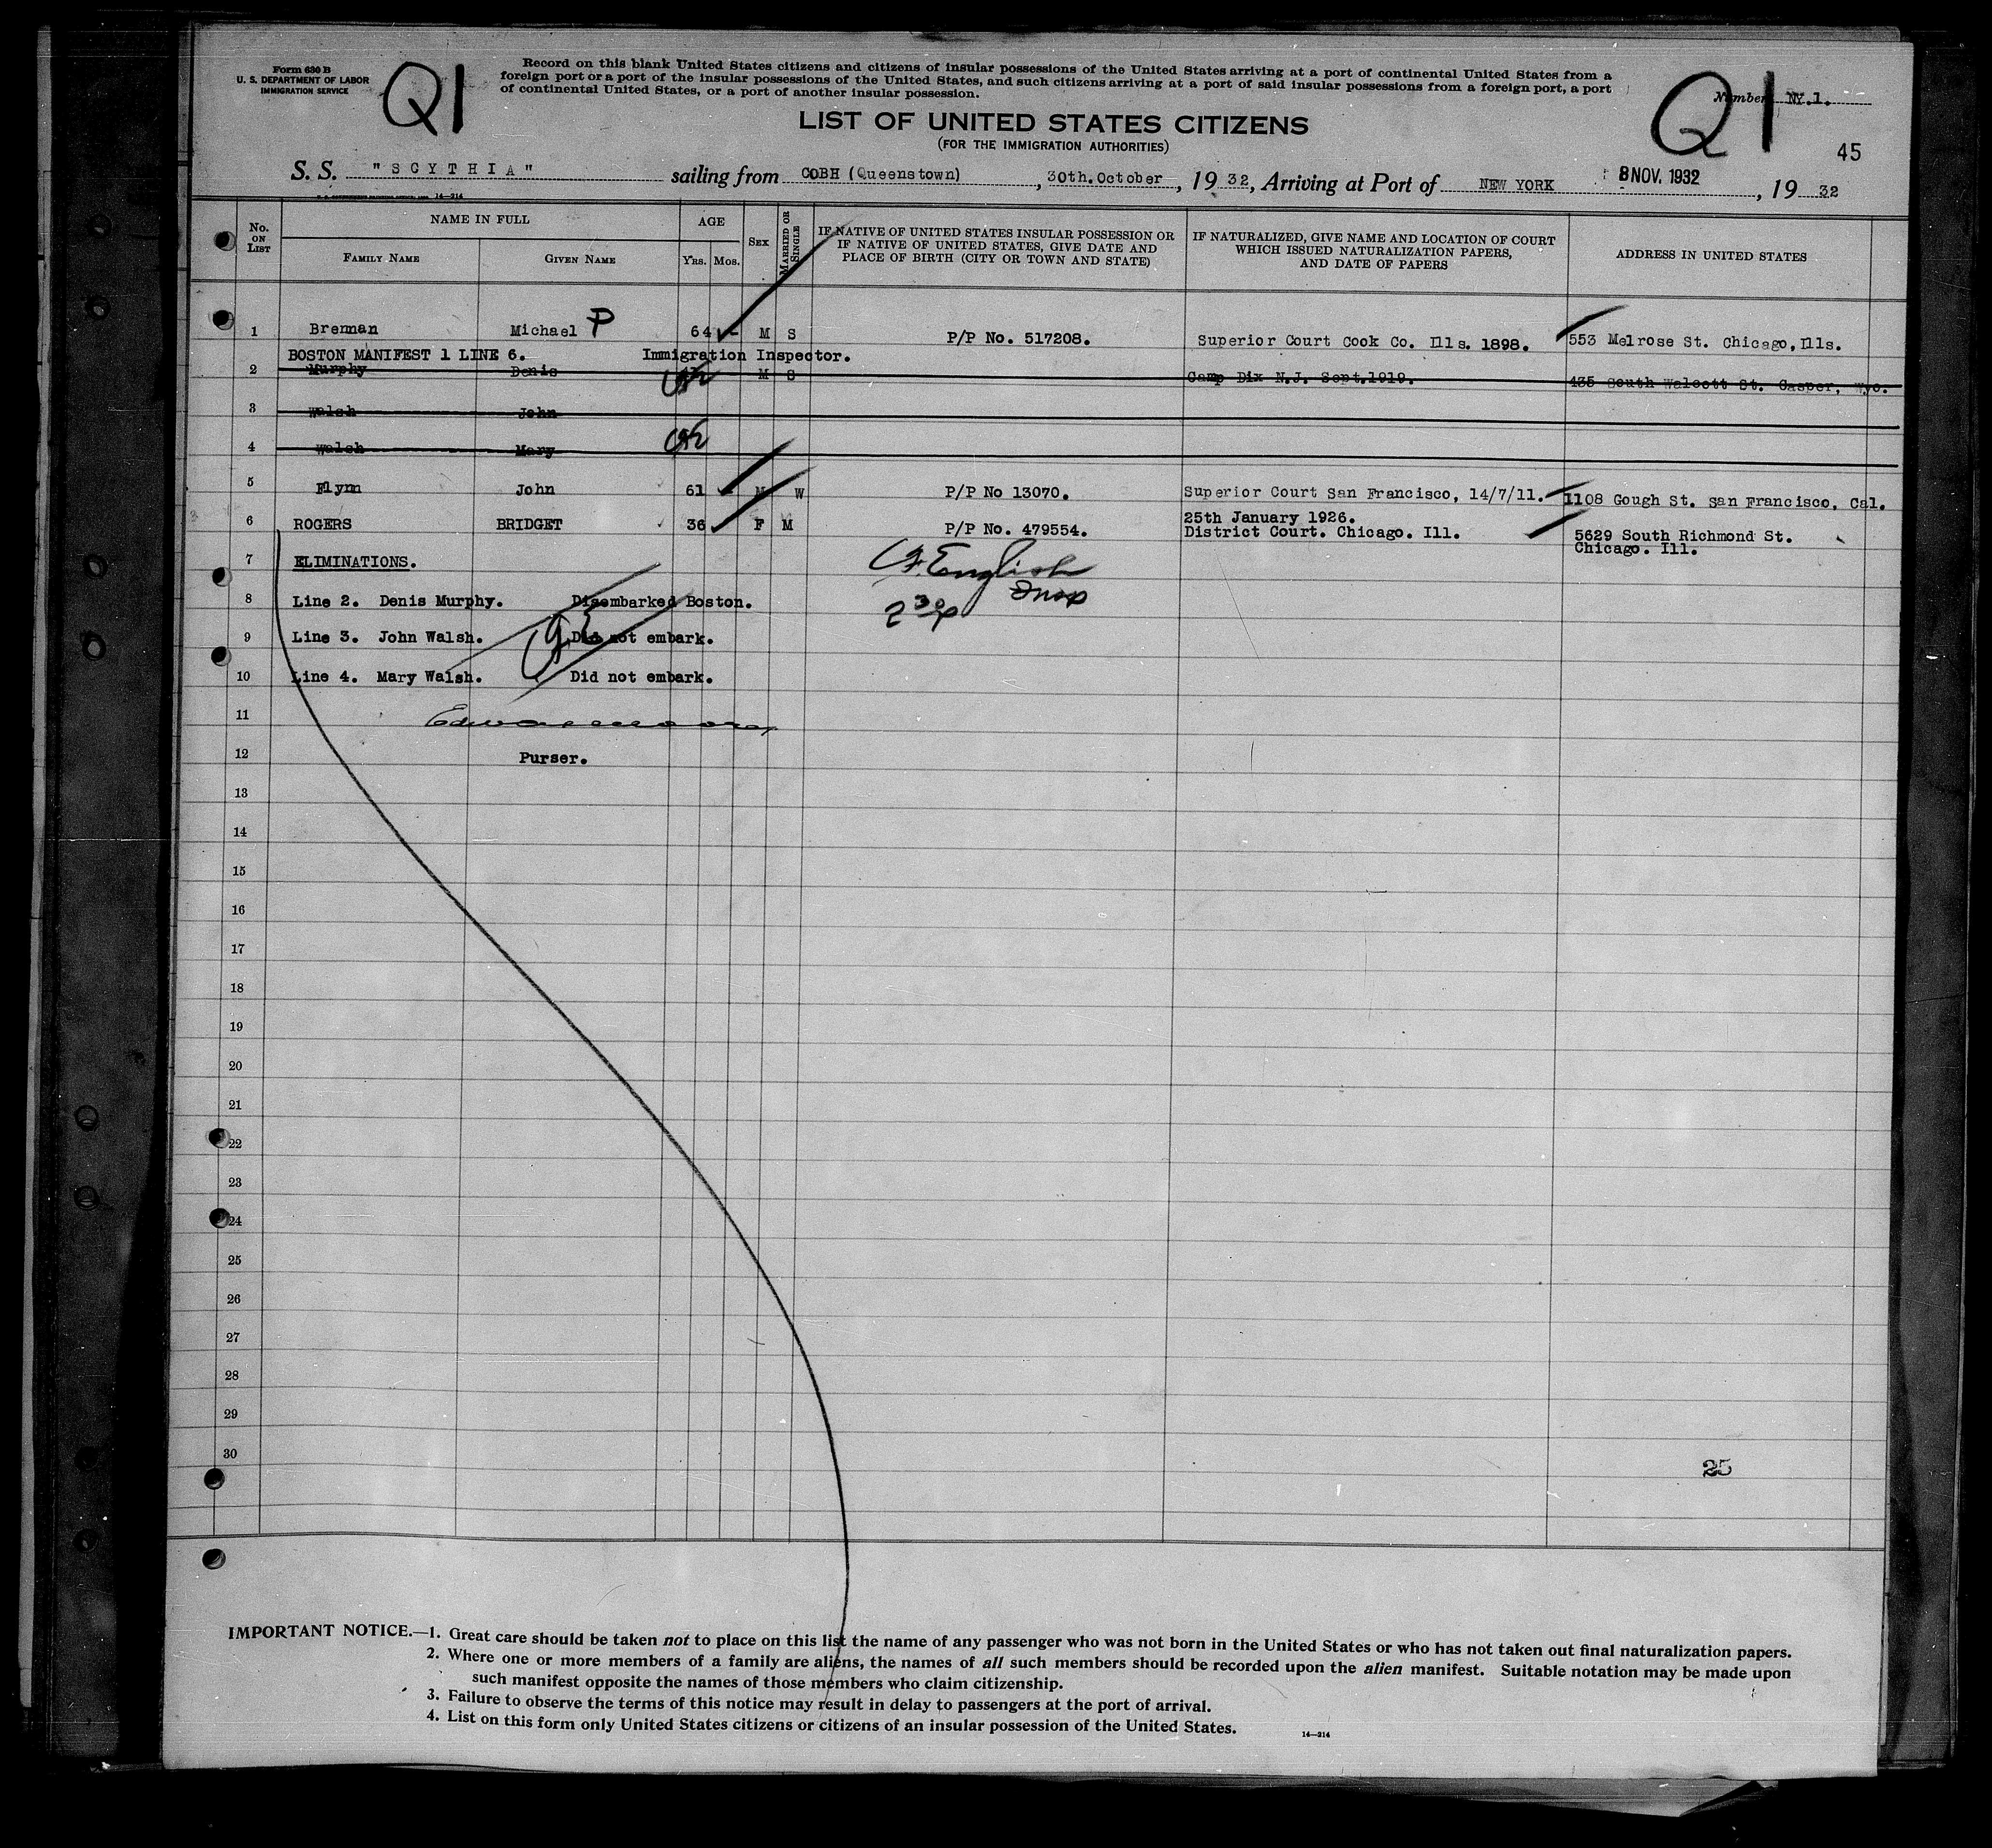 Form 630 B
U. S. DEPARTMENT OF LABOR
IMMIGRATION SERVICE
Q1
Record on this blank United States citizens and citizens of insular possessions of the United States arriving at a port of continental United States from a
foreign port or a port of the insular possessions of the United States, and such citizens arriving at a port of said insular possessions from a foreign port, a port
of continental United States, or a port of another insular possession.
Q1
Number NY.1.
LIST OF UNITED STATES CITIZENS
(FOR THE IMMIGRATION AUTHORITIES)
45
S. S. "SCYTHIA" sailing from COBH (Queenstown), 30th.October, 1932, Arriving at Port of NEW YORK 8 NOV. 1932, 1932
14—214
No. ON LIST NAME IN FULL FAMILY NAME GIVEN NAME AGE YRS. MOS. SEX MARRIED OR SINGLE IF NATIVE OF UNITED STATES INSULAR POSSESSION OR IF NATIVE OF UNITED STATES, GIVE DATE AND PLACE OF BIRTH (CITY OR TOWN AND STATE) IF NATURALIZED, GIVE NAME AND LOCATION OF COURT WHICH ISSUED NATURALIZATION PAPERS, AND DATE OF PAPERS ADDRESS IN UNITED STATES
1 Brennan Michael P 64 - M S P/P No. 517208. Superior Court Cook Co. Ills. 1898. 553 Melrose St. Chicago, Ills.
BOSTON MANIFEST 1 LINE 6. Immigration Inspector.
2 Murphy Denis M S Camp Dix N.J. Sept.1919. 435 South Walcott St. Casper, Wyo.
3 Walsh John
4 Walsh Mary
5 Flynn John 61 - M W P/P No 13070. Superior Court San Francisco, 14/7/11. 1108 Gough St. San Francisco, Cal.
6 ROGERS BRIDGET 36 F M P/P No. 479554. 25th January 1926. District Court. Chicago. Ill. 5629 South Richmond St. Chicago. Ill.
7 ELIMINATIONS. English
Insp
8 Line 2. Denis Murphy. Disembarked Boston.
9 Line 3. John Walsh. Did not embark.
10 Line 4. Mary Walsh. Did not embark.
11
12 Purser.
13
14
15
16
17
18
19
20
21
22
23
24
25
26
27
28
29
30
25
IMPORTANT NOTICE.—1. Great care should be taken not to place on this list the name of any passenger who was not born in the United States or who has not taken out final naturalization papers.
2. Where one or more members of a family are aliens, the names of all such members should be recorded upon the alien manifest. Suitable notation may be made upon
such manifest opposite the names of those members who claim citizenship.
3. Failure to observe the terms of this notice may result in delay to passengers at the port of arrival.
4. List on this form only United States citizens or citizens of an insular possession of the United States.
14—214